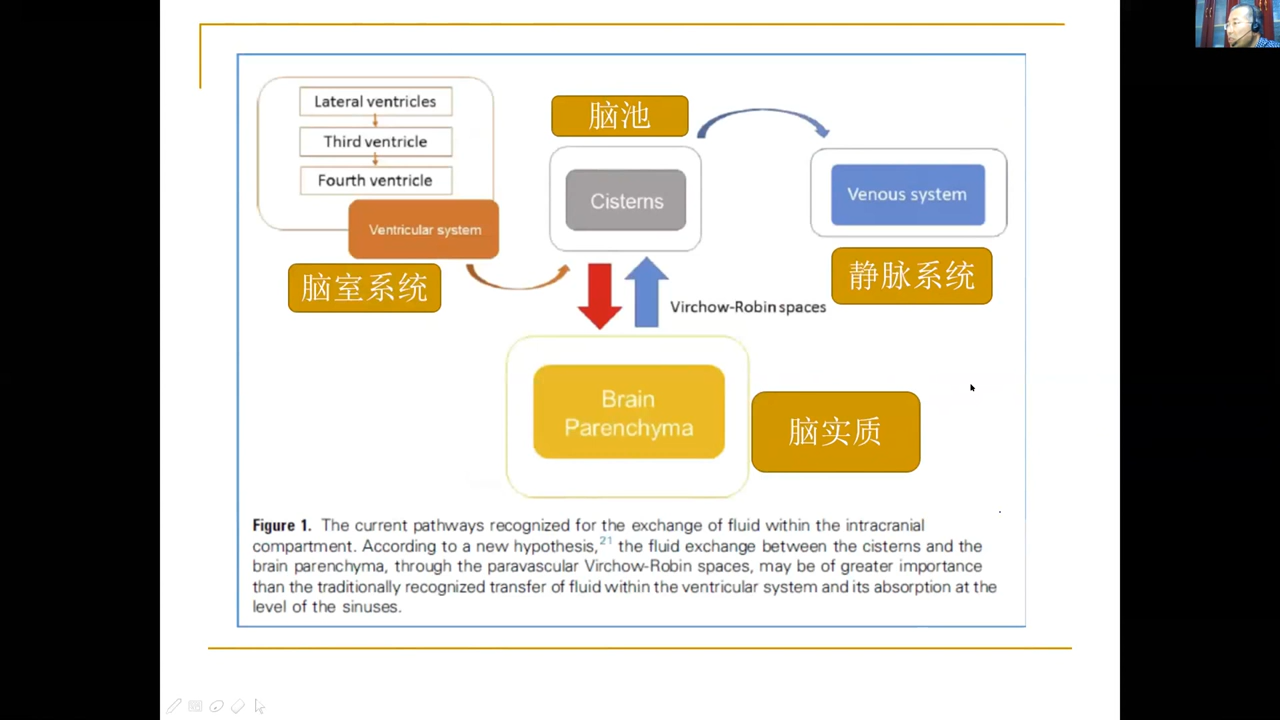 Lateral ventricles
Third ventricle
Fourth ventricle
Ventricular system
脑室系统
脑池
Cisterns
Venous system
静脉系统
Virchow-Robin spaces
Brain
Parenchyma
脑实质
Figure 1. The current pathways recognized for the exchange of fluid within the intracranial
compartment. According to a new hypothesis,21 the fluid exchange between the cisterns and the
brain parenchyma, through the paravascular Virchow-Robin spaces, may be of greater importance
than the traditionally recognized transfer of fluid within the ventricular system and its absorption at the
level of the sinuses.